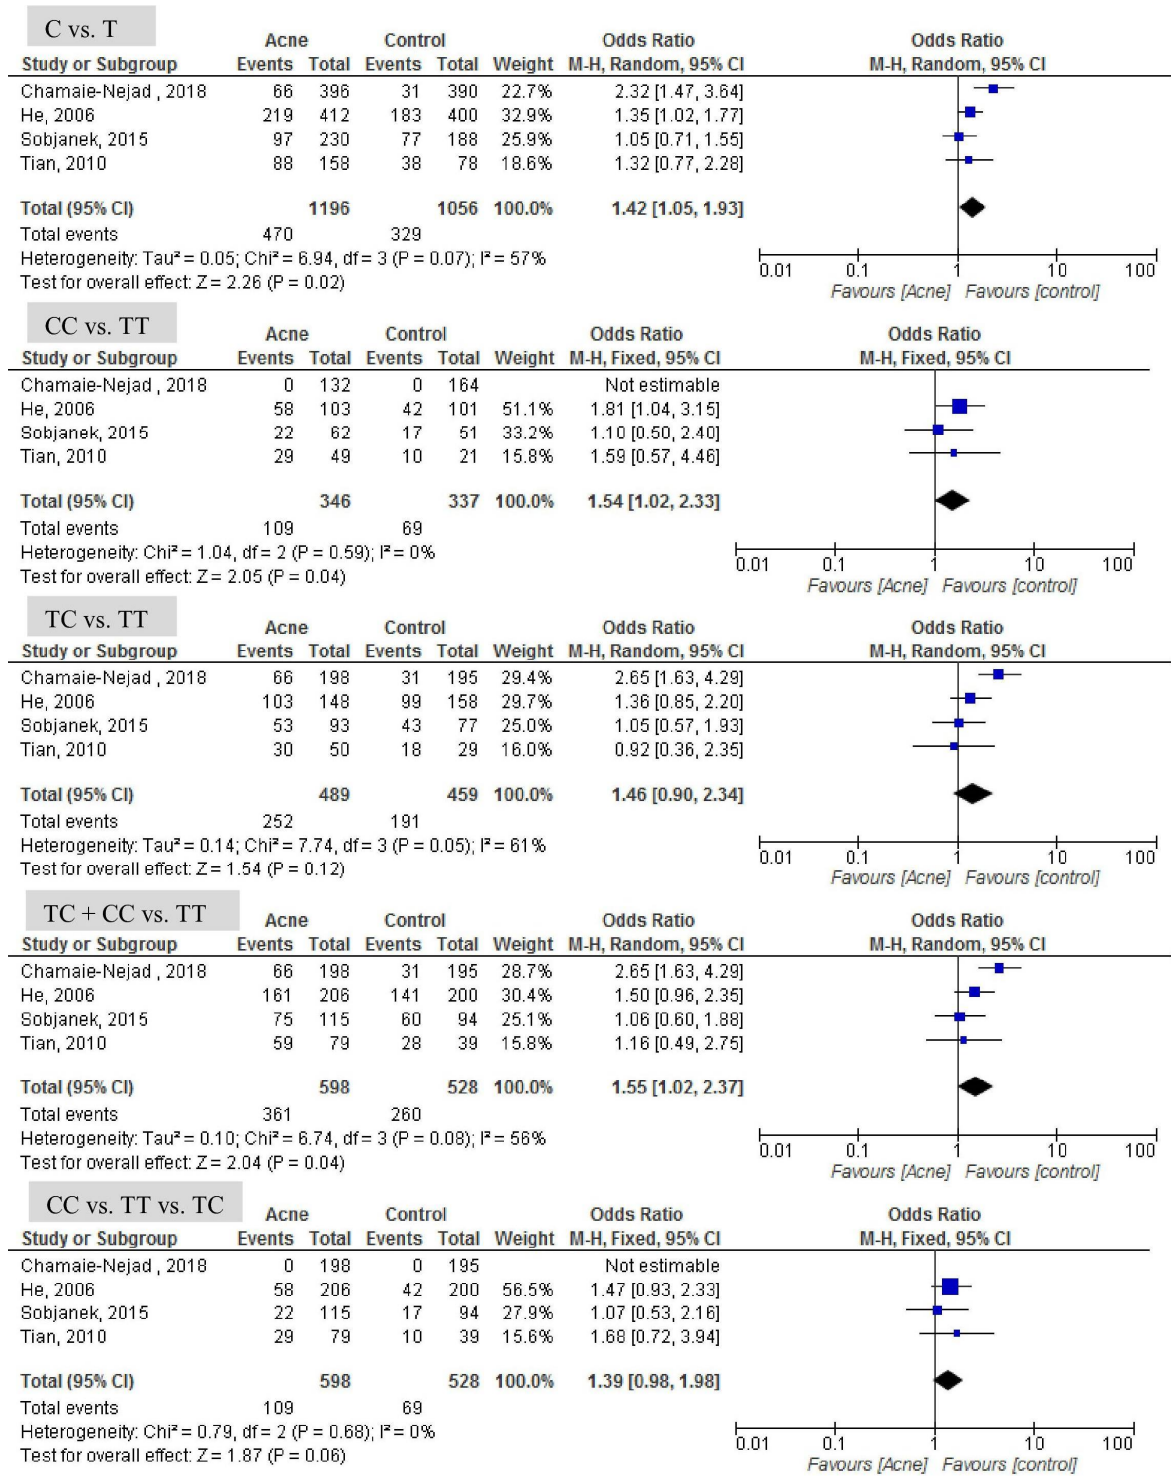 C vs. T
Acne Control Odds Ratio Odds Ratio
Study or Subgroup Events Total Events Total Weight M-H, Random, 95% CI M-H, Random, 95% CI
Chamaie-Nejad , 2018 66 396 31 390 22.7% 2.32 [1.47, 3.64]
He, 2006 219 412 183 400 32.9% 1.35 [1.02, 1.77]
Sobjanek, 2015 97 230 77 188 25.9% 1.05 [0.71, 1.55]
Tian, 2010 88 158 38 78 18.6% 1.32 [0.77, 2.28]
Total (95% CI) 1196 1056 100.0% 1.42 [1.05, 1.93]
Total events 470 329
Heterogeneity: Tau² = 0.05; Chi² = 6.94, df = 3 (P = 0.07); I² = 57%
Test for overall effect: Z = 2.26 (P = 0.02)
0.01 0.1 1 10 100
Favours [Acne] Favours [control]
CC vs. TT
Acne Control Odds Ratio Odds Ratio
Study or Subgroup Events Total Events Total Weight M-H, Fixed, 95% CI M-H, Fixed, 95% CI
Chamaie-Nejad , 2018 0 132 0 164 Not estimable
He, 2006 58 103 42 101 51.1% 1.81 [1.04, 3.15]
Sobjanek, 2015 22 62 17 51 33.2% 1.10 [0.50, 2.40]
Tian, 2010 29 49 10 21 15.8% 1.59 [0.57, 4.46]
Total (95% CI) 346 337 100.0% 1.54 [1.02, 2.33]
Total events 109 69
Heterogeneity: Chi² = 1.04, df = 2 (P = 0.59); I² = 0%
Test for overall effect: Z = 2.05 (P = 0.04)
0.01 0.1 1 10 100
Favours [Acne] Favours [control]
TC vs. TT
Acne Control Odds Ratio Odds Ratio
Study or Subgroup Events Total Events Total Weight M-H, Random, 95% CI M-H, Random, 95% CI
Chamaie-Nejad , 2018 66 198 31 195 29.4% 2.65 [1.63, 4.29]
He, 2006 103 148 99 158 29.7% 1.36 [0.85, 2.20]
Sobjanek, 2015 53 93 43 77 25.0% 1.05 [0.57, 1.93]
Tian, 2010 30 50 18 29 16.0% 0.92 [0.36, 2.35]
Total (95% CI) 489 459 100.0% 1.46 [0.90, 2.34]
Total events 252 191
Heterogeneity: Tau² = 0.14; Chi² = 7.74, df = 3 (P = 0.05); I² = 61%
Test for overall effect: Z = 1.54 (P = 0.12)
0.01 0.1 1 10 100
Favours [Acne] Favours [control]
TC + CC vs. TT
Acne Control Odds Ratio Odds Ratio
Study or Subgroup Events Total Events Total Weight M-H, Random, 95% CI M-H, Random, 95% CI
Chamaie-Nejad , 2018 66 198 31 195 28.7% 2.65 [1.63, 4.29]
He, 2006 161 206 141 200 30.4% 1.50 [0.96, 2.35]
Sobjanek, 2015 75 115 60 94 25.1% 1.06 [0.60, 1.88]
Tian, 2010 59 79 28 39 15.8% 1.16 [0.49, 2.75]
Total (95% CI) 598 528 100.0% 1.55 [1.02, 2.37]
Total events 361 260
Heterogeneity: Tau² = 0.10; Chi² = 6.74, df = 3 (P = 0.08); I² = 56%
Test for overall effect: Z = 2.04 (P = 0.04)
0.01 0.1 1 10 100
Favours [Acne] Favours [control]
CC vs. TT vs. TC
Acne Control Odds Ratio Odds Ratio
Study or Subgroup Events Total Events Total Weight M-H, Fixed, 95% CI M-H, Fixed, 95% CI
Chamaie-Nejad , 2018 0 198 0 195 Not estimable
He, 2006 58 206 42 200 56.5% 1.47 [0.93, 2.33]
Sobjanek, 2015 22 115 17 94 27.9% 1.07 [0.53, 2.16]
Tian, 2010 29 79 10 39 15.6% 1.68 [0.72, 3.94]
Total (95% CI) 598 528 100.0% 1.39 [0.98, 1.98]
Total events 109 69
Heterogeneity: Chi² = 0.79, df = 2 (P = 0.68); I² = 0%
Test for overall effect: Z = 1.87 (P = 0.06)
0.01 0.1 1 10 100
Favours [Acne] Favours [control]